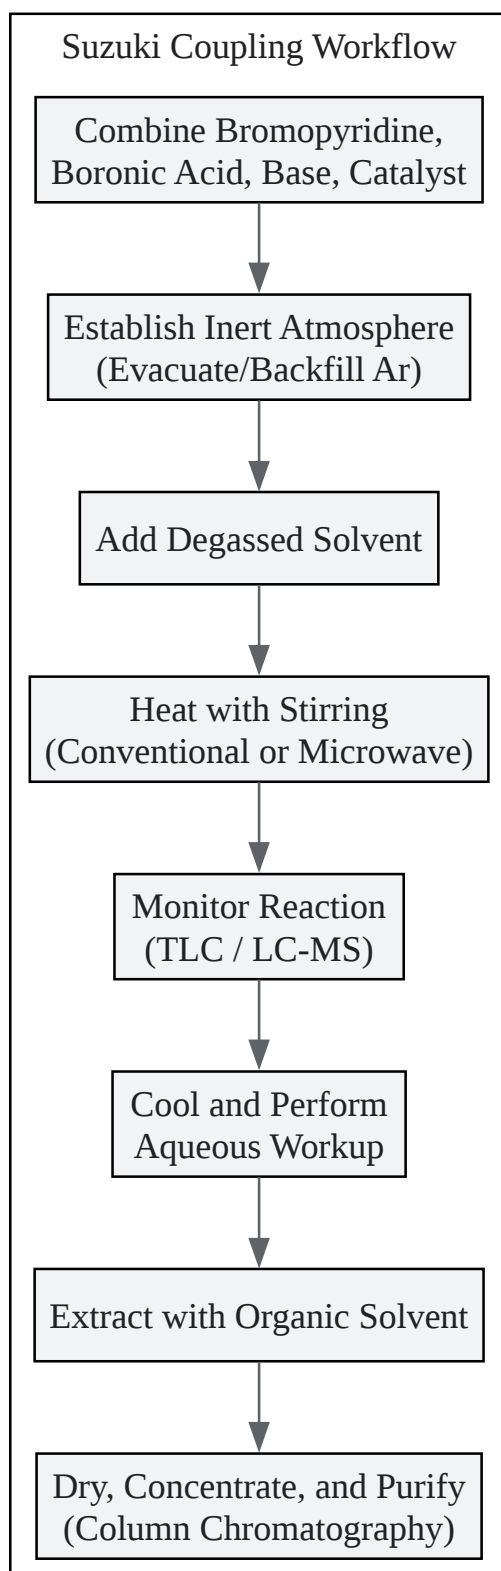 Suzuki Coupling Workflow
Combine Bromopyridine,
Boronic Acid, Base, Catalyst
Establish Inert Atmosphere
(Evacuate/Backfill Ar)
Add Degassed Solvent
Heat with Stirring
(Conventional or Microwave)
Monitor Reaction
(TLC / LC-MS)
Cool and Perform
Aqueous Workup
Extract with Organic Solvent
Dry, Concentrate, and Purify
(Column Chromatography)